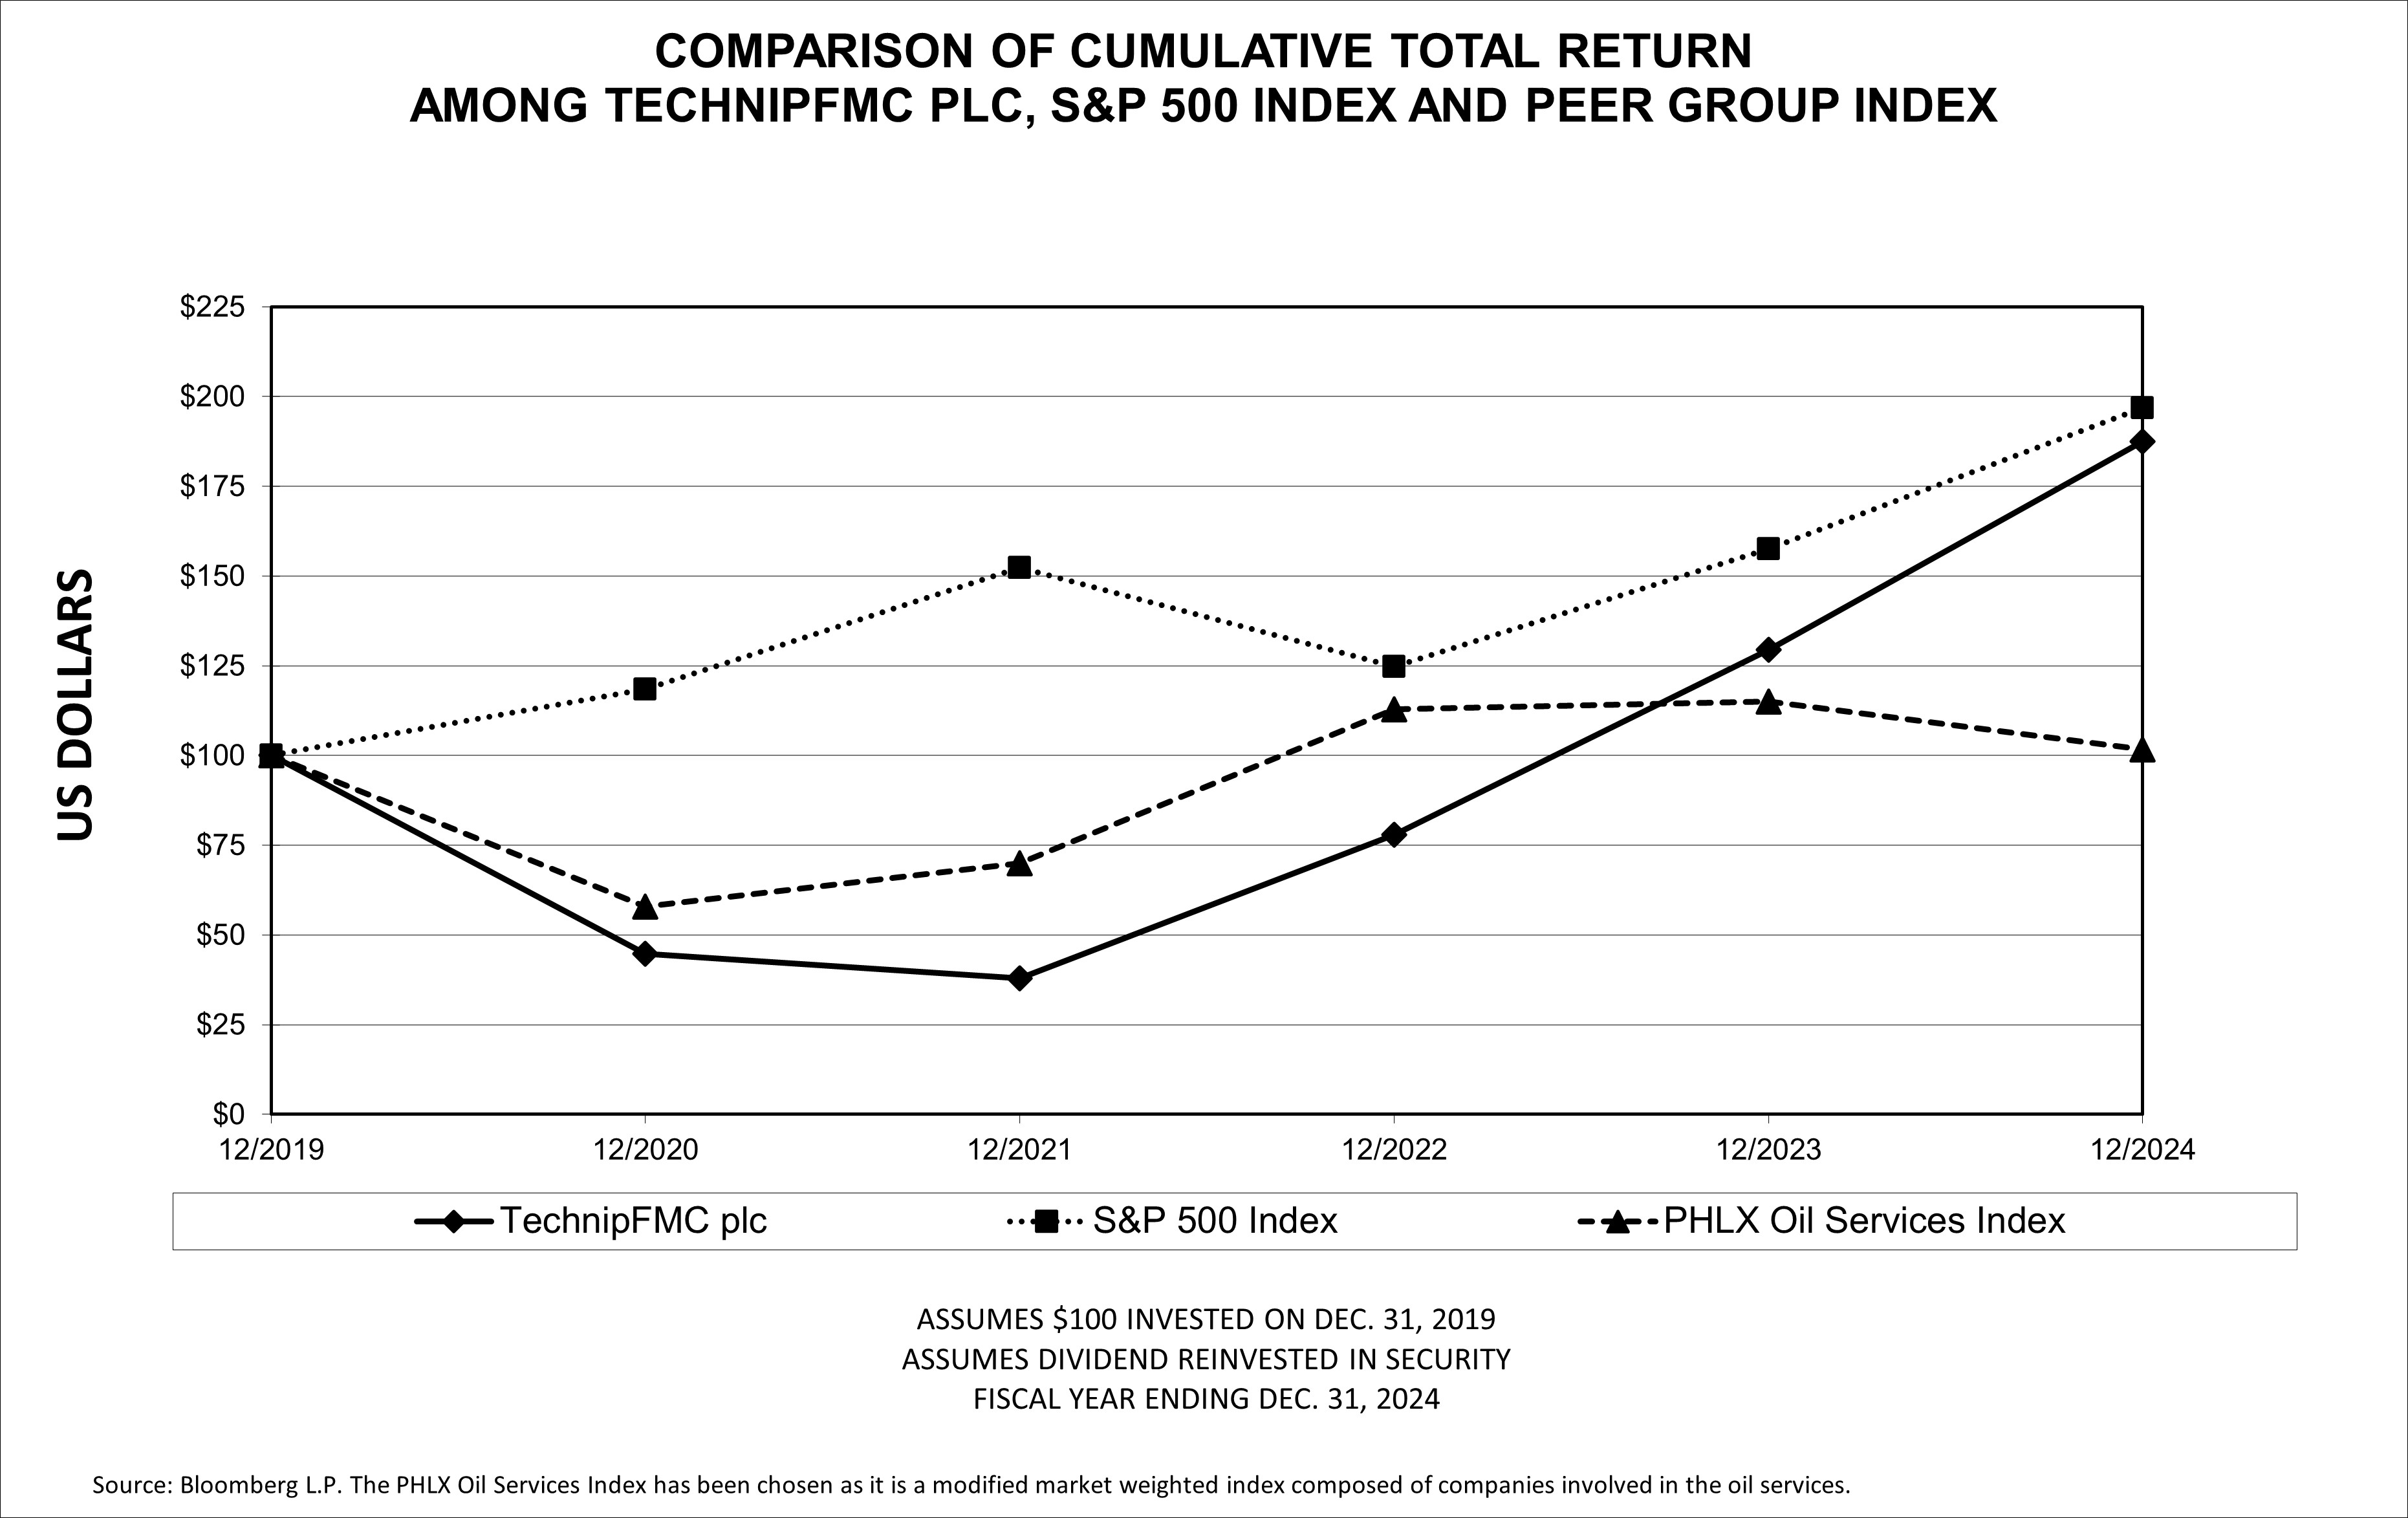 COMPARISON OF CUMULATIVE TOTAL RETURN
AMONG TECHNIPFMC PLC, S&P 500 INDEX AND PEER GROUP INDEX
US DOLLARS
$225
$200
$175
$150
$125
$100
$75
$50
$25
$0
12/2019 12/2020 12/2021 12/2022 12/2023 12/2024
TechnipFMC plc S&P 500 Index PHLX Oil Services Index
ASSUMES $100 INVESTED ON DEC. 31, 2019
ASSUMES DIVIDEND REINVESTED IN SECURITY
FISCAL YEAR ENDING DEC. 31, 2024
Source: Bloomberg L.P. The PHLX Oil Services Index has been chosen as it is a modified market weighted index composed of companies involved in the oil services.